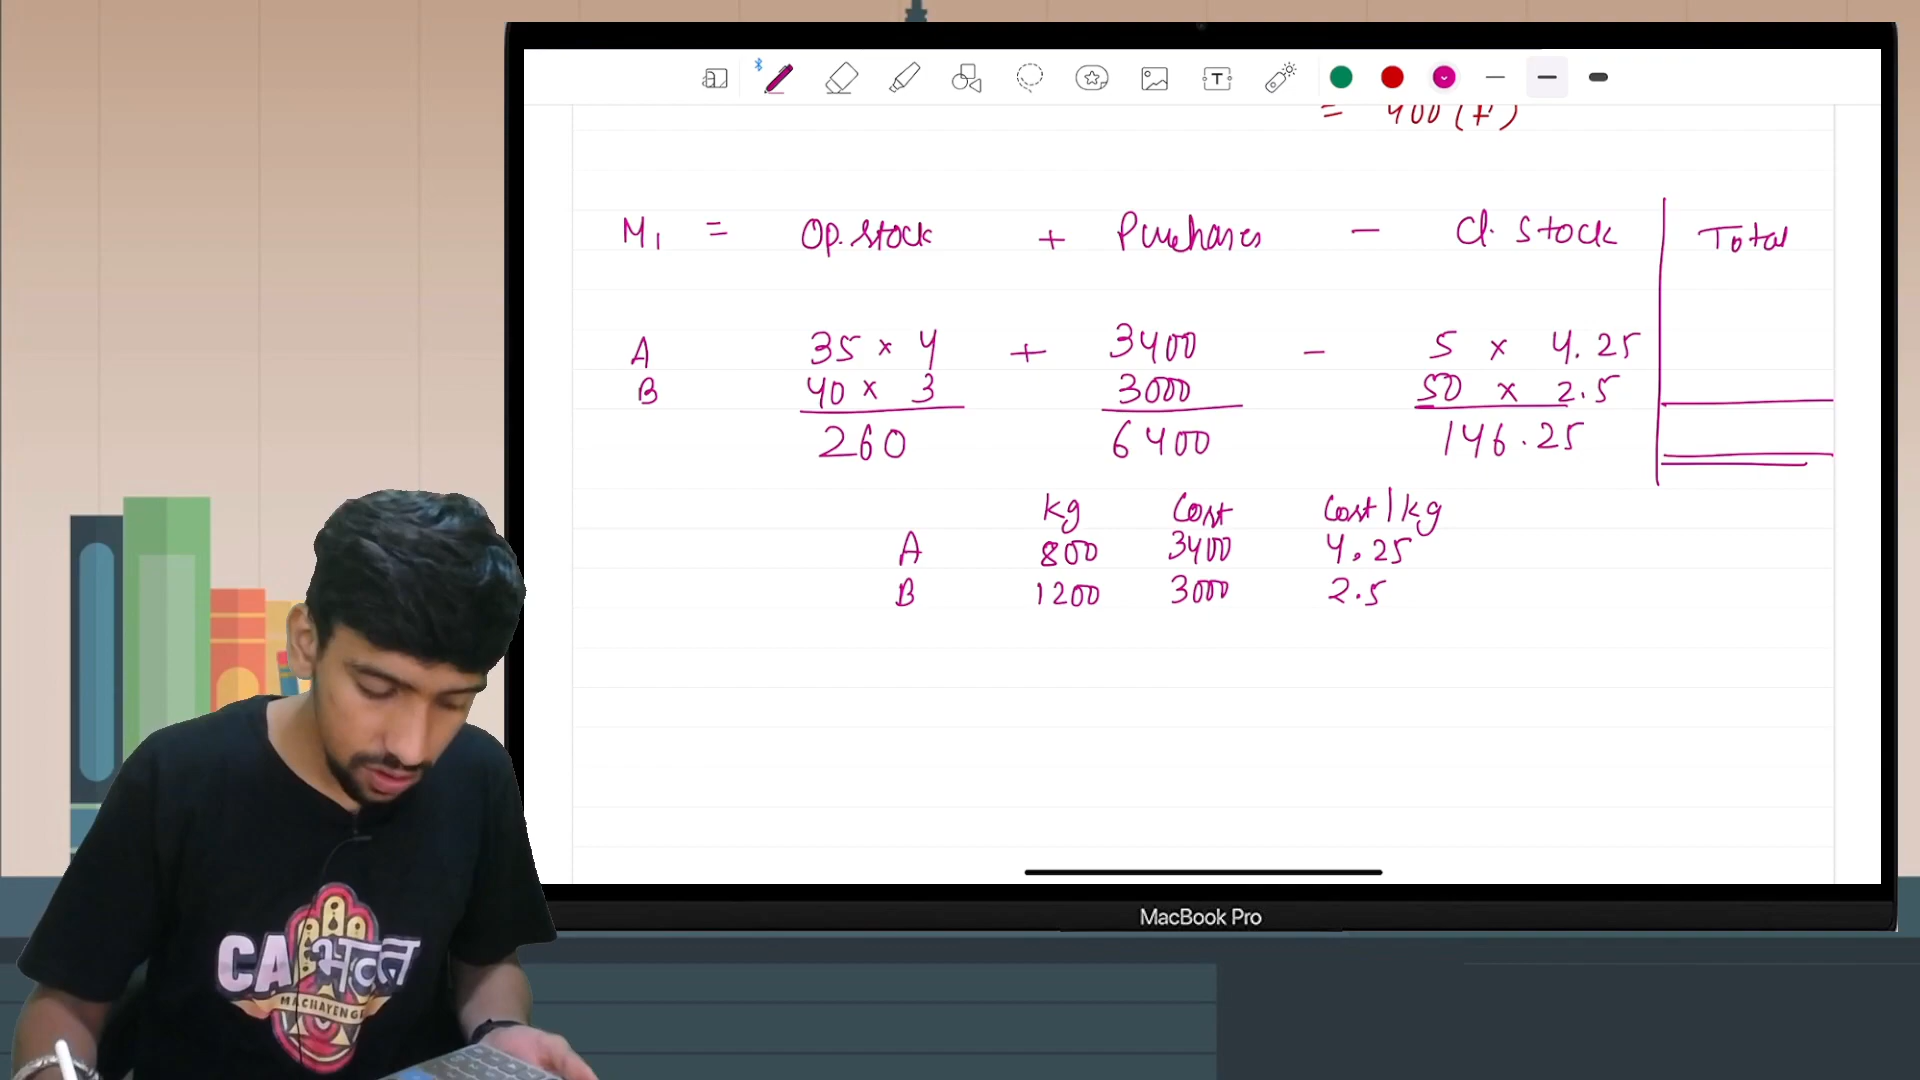 = 400 (F)
M1 = Op. stock + Purchases - Cl. Stock Total
A 35 × 4 + 3400 - 5 × 4.25
B 40 × 3 3000 50 × 2.5
260 6400 146.25
kg Cost Cost/kg
A 800 3400 4.25
B 1200 3000 2.5
MacBook Pro
CA भगत
MACHAYENGE